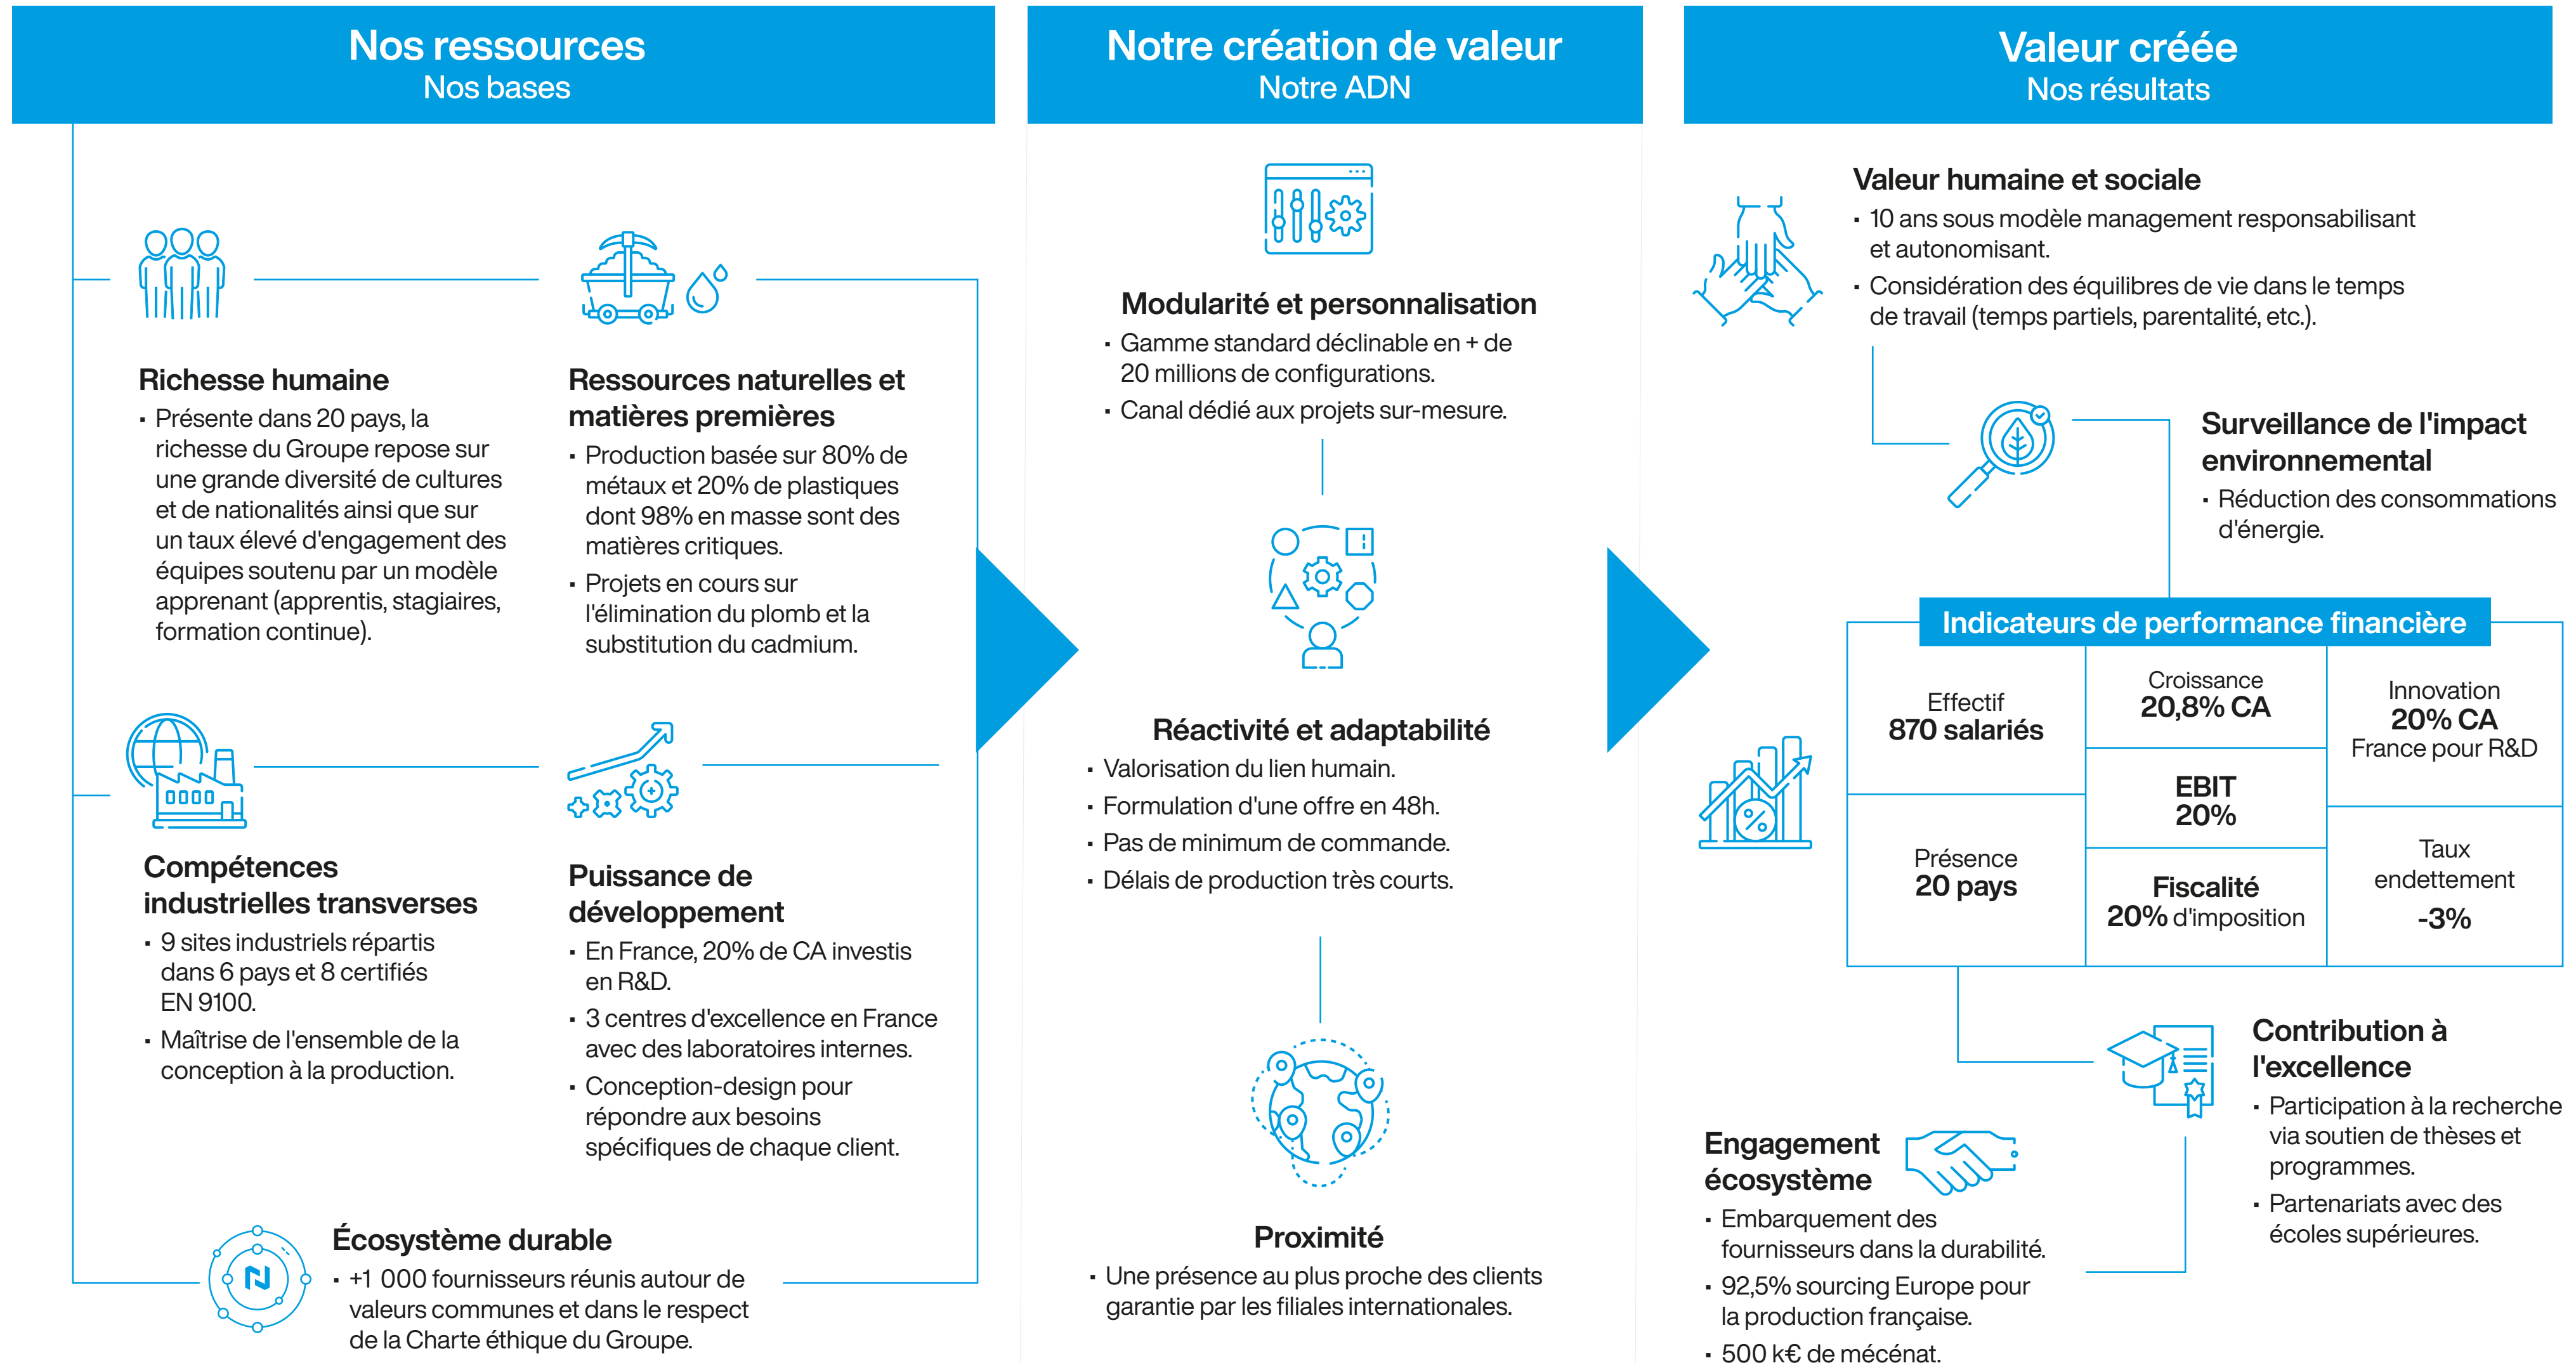 Nos ressources
Nos bases
Richesse humaine
▪ Présente dans 20 pays, la
richesse du Groupe repose sur
une grande diversité de cultures
et de nationalités ainsi que sur
un taux élevé d'engagement des
équipes soutenu par un modèle
apprenant (apprentis, stagiaires,
formation continue).
Ressources naturelles et
matières premières
▪ Production basée sur 80% de
métaux et 20% de plastiques
dont 98% en masse sont des
matières critiques.
▪ Projets en cours sur
l'élimination du plomb et la
substitution du cadmium.
Compétences
industrielles transverses
▪ 9 sites industriels répartis
dans 6 pays et 8 certifiés
EN 9100.
▪ Maîtrise de l'ensemble de la
conception à la production.
Puissance de
développement
▪ En France, 20% de CA investis
en R&D.
▪ 3 centres d'excellence en France
avec des laboratoires internes.
▪ Conception-design pour
répondre aux besoins
spécifiques de chaque client.
Écosystème durable
▪ +1 000 fournisseurs réunis autour de
valeurs communes et dans le respect
de la Charte éthique du Groupe.
Notre création de valeur
Notre ADN
Modularité et personnalisation
▪ Gamme standard déclinable en + de
20 millions de configurations.
▪ Canal dédié aux projets sur-mesure.
Réactivité et adaptabilité
▪ Valorisation du lien humain.
▪ Formulation d'une offre en 48h.
▪ Pas de minimum de commande.
▪ Délais de production très courts.
Proximité
▪ Une présence au plus proche des clients
garantie par les filiales internationales.
Valeur créée
Nos résultats
Valeur humaine et sociale
▪ 10 ans sous modèle management responsabilisant
et autonomisant.
▪ Considération des équilibres de vie dans le temps
de travail (temps partiels, parentalité, etc.).
Surveillance de l'impact
environnemental
▪ Réduction des consommations
d'énergie.
Indicateurs de performance financière
Effectif
870 salariés
Présence
20 pays
Croissance
20,8% CA
EBIT
20%
Fiscalité
20% d'imposition
Innovation
20% CA
France pour R&D
Taux
endettement
-3%
Contribution à
l'excellence
▪ Participation à la recherche
via soutien de thèses et
programmes.
▪ Partenariats avec des
écoles supérieures.
Engagement
écosystème
▪ Embarquement des
fournisseurs dans la durabilité.
▪ 92,5% sourcing Europe pour
la production française.
▪ 500 k€ de mécénat.